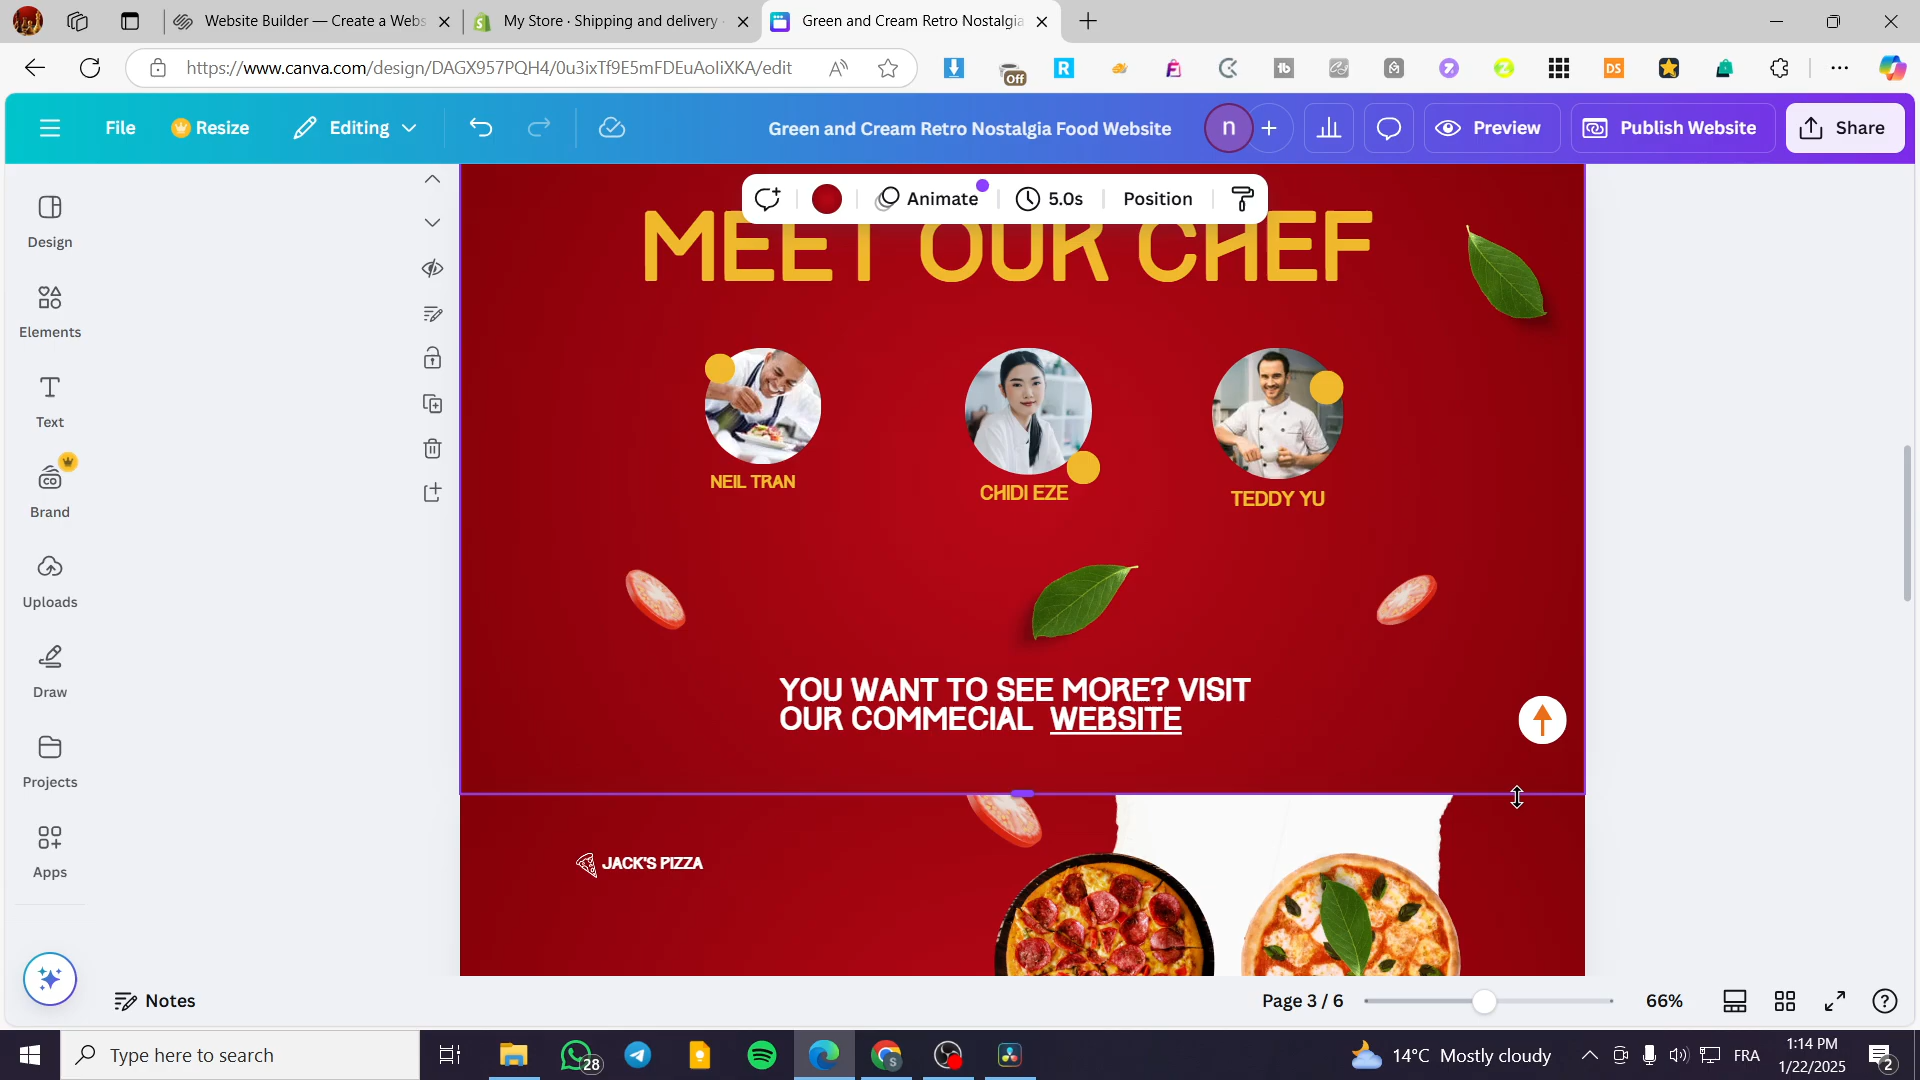 Website Builder — Create a Webs
My Store · Shipping and delivery
Green and Cream Retro Nostalgia
https://www.canva.com/design/DAGX957PQH4/0u3ixTf9E5mFDEuAoliXKA/edit
Off
File
Resize
Editing
Green and Cream Retro Nostalgia Food Website
n
Preview
Publish Website
Share
Animate
5.0s
Position
Design
Elements
Text
Brand
Uploads
Draw
Projects
Apps
MEET OUR CHEF
NEIL TRAN
CHIDI EZE
TEDDY YU
YOU WANT TO SEE MORE? VISIT
OUR COMMECIAL WEBSITE
JACK'S PIZZA
Notes
Page 3 / 6
66%
Type here to search
28
14°C Mostly cloudy
FRA
1:14 PM
1/22/2025
2